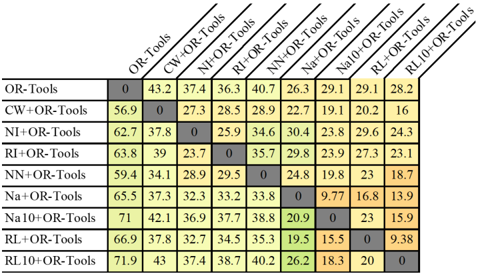 OR-Tools
CW+OR-Tools
NI+OR-Tools
RI+OR-Tools
NN+OR-Tools
Na+OR-Tools
Na10+OR-Tools
RL+OR-Tools
RL10+OR-Tools
OR-Tools 0 43.2 37.4 36.3 40.7 26.3 29.1 29.1 28.2
CW+OR-Tools 56.9 0 27.3 28.5 28.9 22.7 19.1 20.2 16
NI+OR-Tools 62.7 37.8 0 25.9 34.6 30.4 23.8 29.6 24.3
RI+OR-Tools 63.8 39 23.7 0 35.7 29.8 23.9 27.3 23.1
NN+OR-Tools 59.4 34.1 28.9 29.5 0 24.8 19.8 23 18.7
Na+OR-Tools 65.5 37.3 32.3 33.2 33.8 0 9.77 16.8 13.9
Na10+OR-Tools 71 42.1 36.9 37.7 38.8 20.9 0 23 15.9
RL+OR-Tools 66.9 37.8 32.7 34.5 35.3 19.5 15.5 0 9.38
RL10+OR-Tools 71.9 43 37.4 38.7 40.2 26.2 18.3 20 0